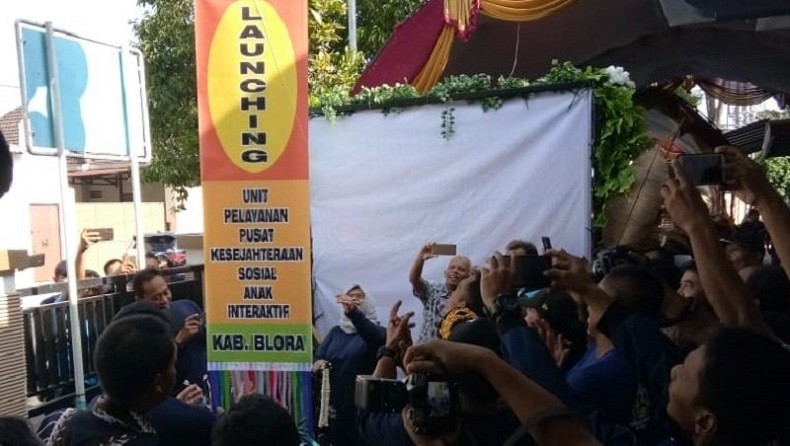 LAUNCHING
UNIT
PELAYANAN
PUSAT
KESEJAHTERAAN
SOSIAL
ANAK
INTERAKTIF
KAB. BLORA